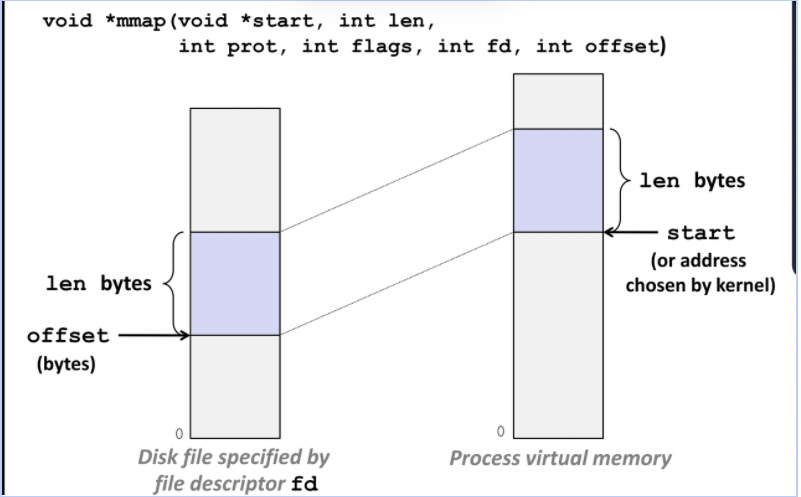 void *mmap(void *start, int len,
int prot, int flags, int fd, int offset)
len bytes
start
(or address
chosen by kernel)
len bytes
offset
(bytes)
0
0
Disk file specified by
file descriptor fd
Process virtual memory